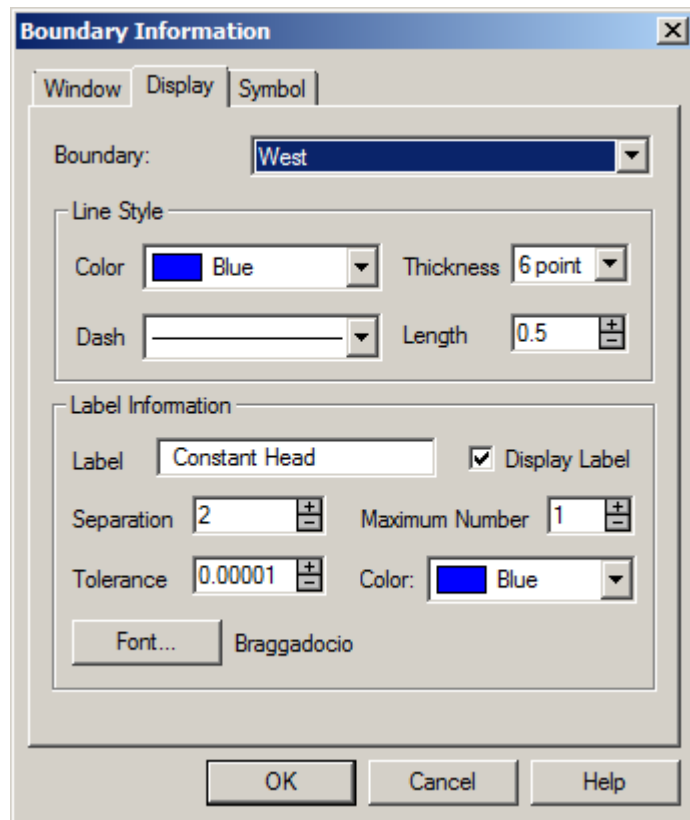 Boundary Information
Window Display Symbol
Boundary: West
Line Style
Color Blue Thickness 6 point
Dash Length 0.5
Label Information
Label Constant Head Display Label
Separation 2 Maximum Number 1
Tolerance 0.00001 Color: Blue
Font... Braggadocio
OK Cancel Help